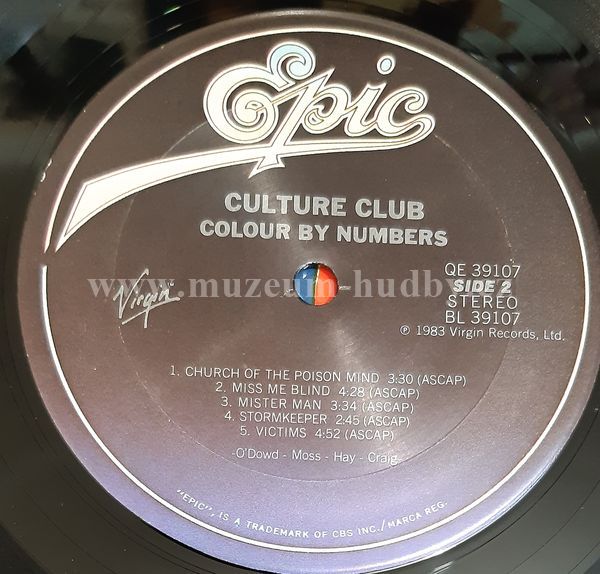 Epic
CULTURE CLUB
COLOUR BY NUMBERS
www.muzeum-hudby.
Virgin
QE 39107
SIDE 2
STEREO
BL 39107
℗ 1983 Virgin Records, Ltd.
1. CHURCH OF THE POISON MIND 3:30 (ASCAP)
2. MISS ME BLIND 4:28 (ASCAP)
3. MISTER MAN 3:34 (ASCAP)
4. STORMKEEPER 2:45 (ASCAP)
5. VICTIMS 4:52 (ASCAP)
-O'Dowd - Moss - Hay - Craig-
"EPIC", IS A TRADEMARK OF CBS INC./MARCA REG.